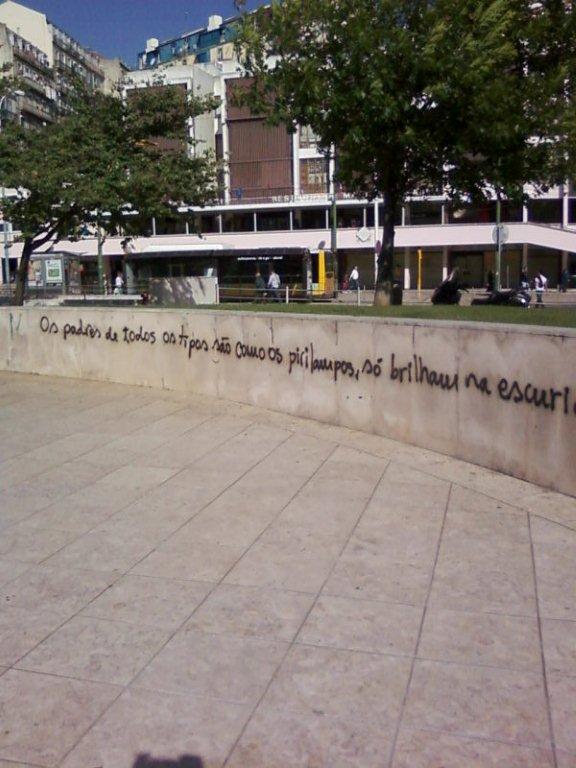 Os padres de todos os tipos são como os pirilampos, só brilham na escuri